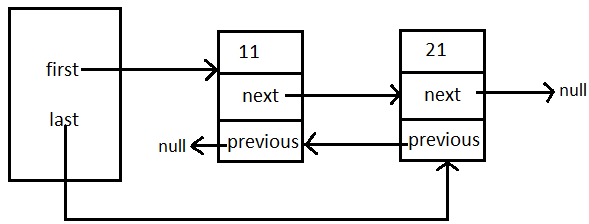 first
last
11
next
previous
null
21
next
previous
null